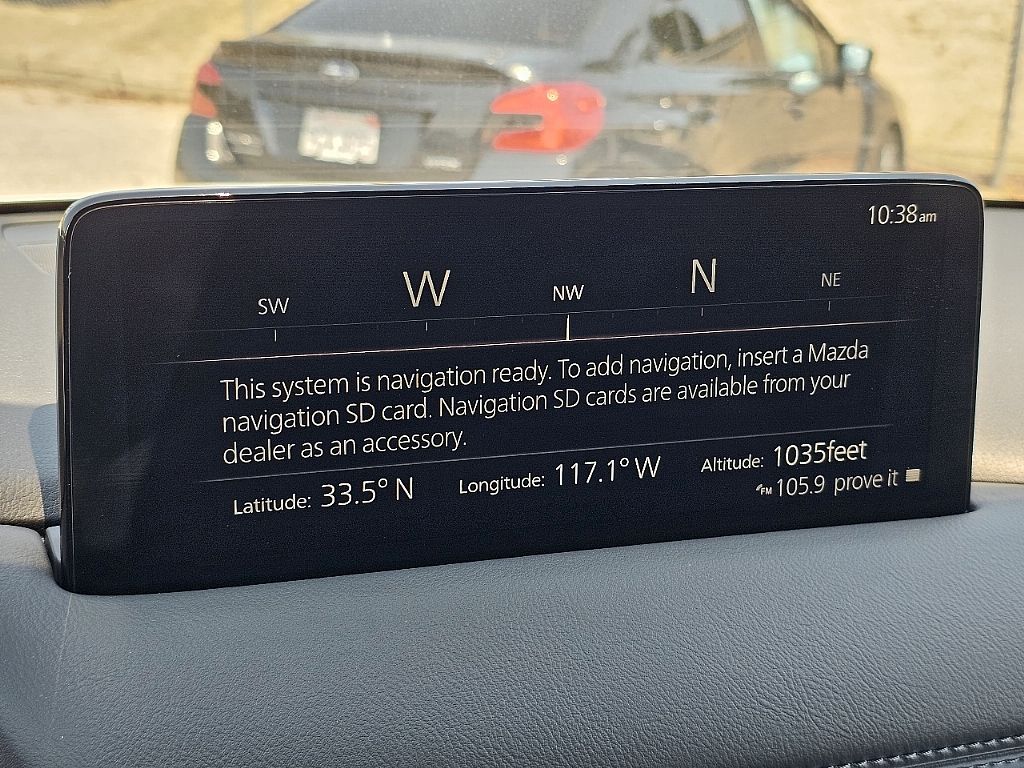 10:38am
SW W NW N NE
This system is navigation ready. To add navigation, insert a Mazda
navigation SD card. Navigation SD cards are available from your
dealer as an accessory.
Latitude: 33.5° N Longitude: 117.1° W Altitude: 1035feet
FM 105.9 prove it